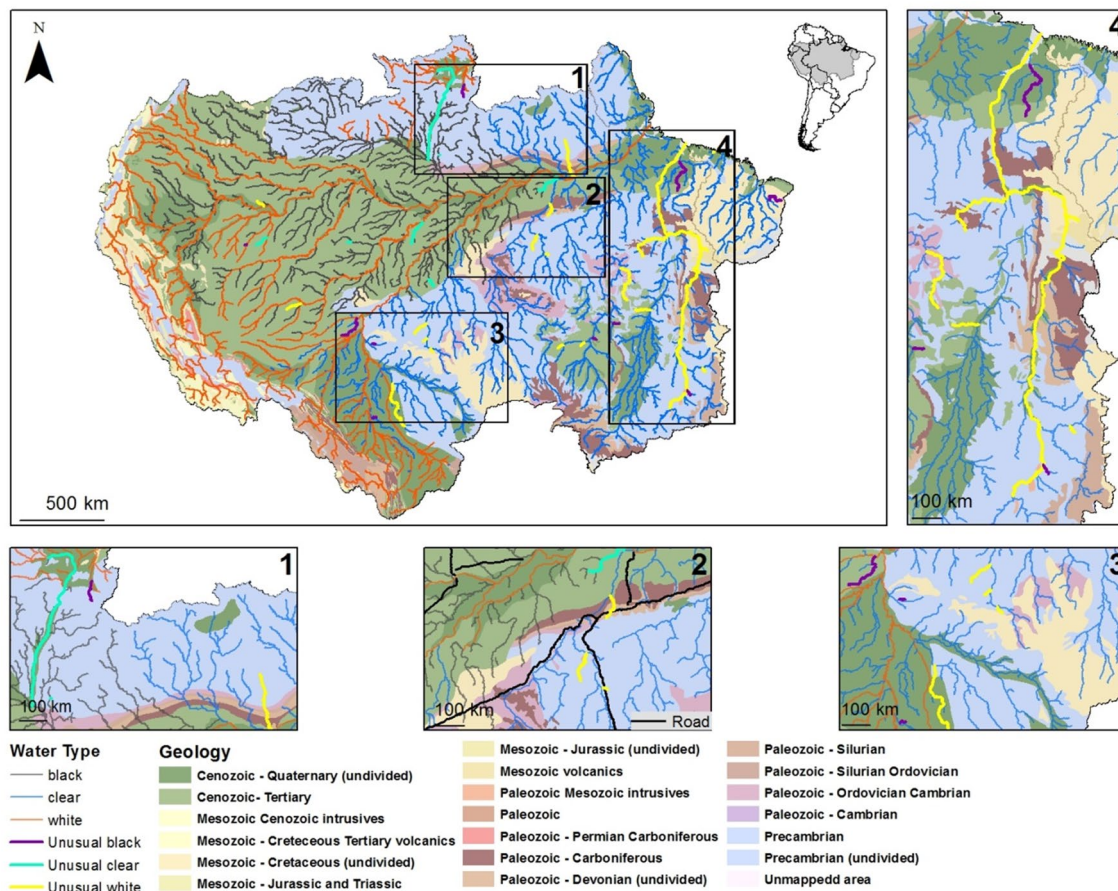 N
1
2
3
4
500 km
4
100 km
1
100 km
2
100 km
Road
3
100 km
Water Type
black
clear
white
Unusual black
Unusual clear
Unusual white
Geology
Cenozoic - Quaternary (undivided)
Cenozoic- Tertiary
Mesozoic Cenozoic intrusives
Mesozoic - Creteceous Tertiary volcanics
Mesozoic - Cretaceous (undivided)
Mesozoic - Jurassic and Triassic
Mesozoic - Jurassic (undivided)
Mesozoic volcanics
Paleozoic Mesozoic intrusives
Paleozoic
Paleozoic - Permian Carboniferous
Paleozoic - Carboniferous
Paleozoic - Devonian (undivided)
Paleozoic - Silurian
Paleozoic - Silurian Ordovician
Paleozoic - Ordovician Cambrian
Paleozoic - Cambrian
Precambrian
Precambrian (undivided)
Unmappedd area